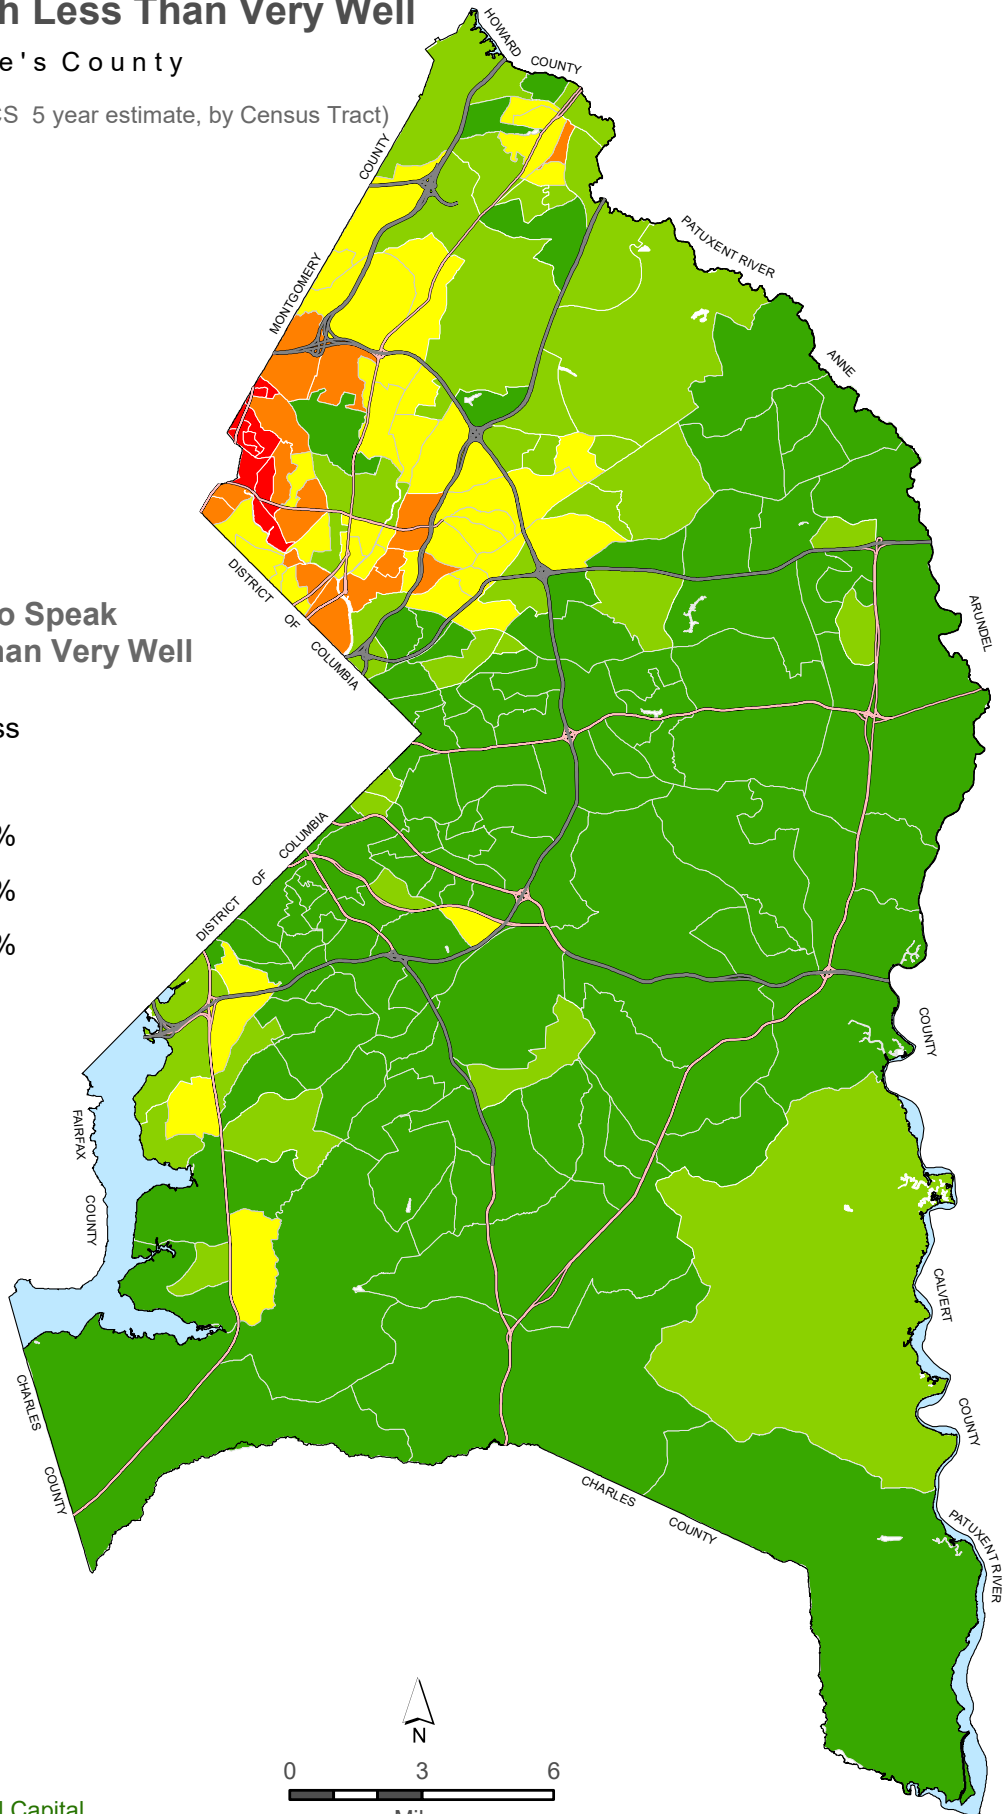 h Less Than Very Well
e's County
CS 5 year estimate, by Census Tract)
HOWARD
COUNTY
COUNTY
MONTGOMERY
PATUXENT RIVER
ANNE
ARUNDEL
DISTRICT OF COLUMBIA
o Speak
han Very Well
ss
%
%
%
DISTRICT OF COLUMBIA
COUNTY
FAIRFAX
COUNTY
CALVERT
COUNTY
CHARLES
COUNTY
CHARLES
COUNTY
PATUXENT RIVER
N
0 3 6
l Capital